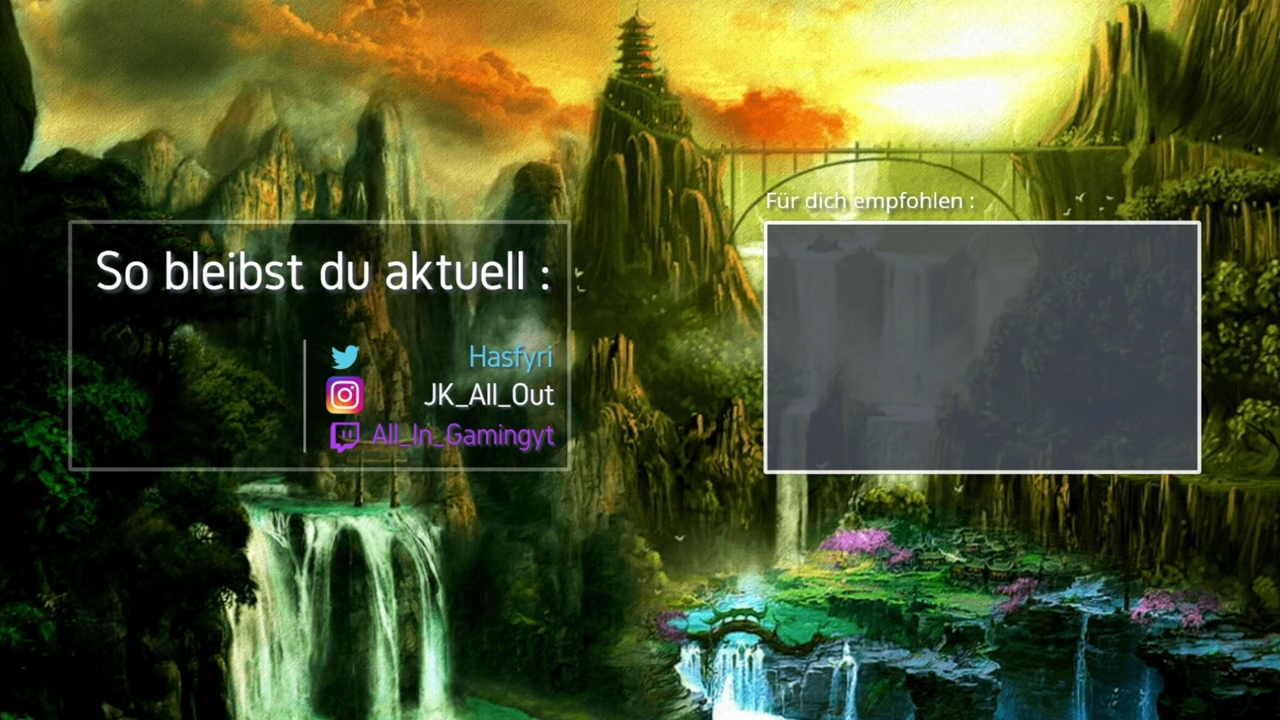 So bleibst du aktuell :
Hasfyri
JK_All_Out
All_In_Gamingyt
Für dich empfohlen :